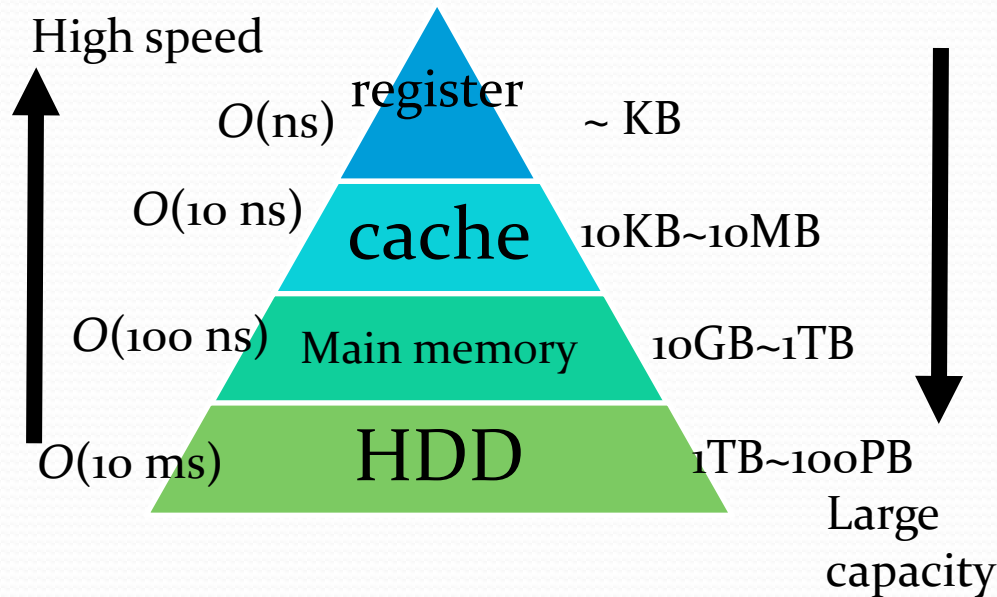 High speed
register
O(ns)
~ KB
O(10 ns)
cache
10KB~10MB
O(100 ns)
Main memory
10GB~1TB
O(10 ms)
HDD
1TB~100PB
Large
capacity